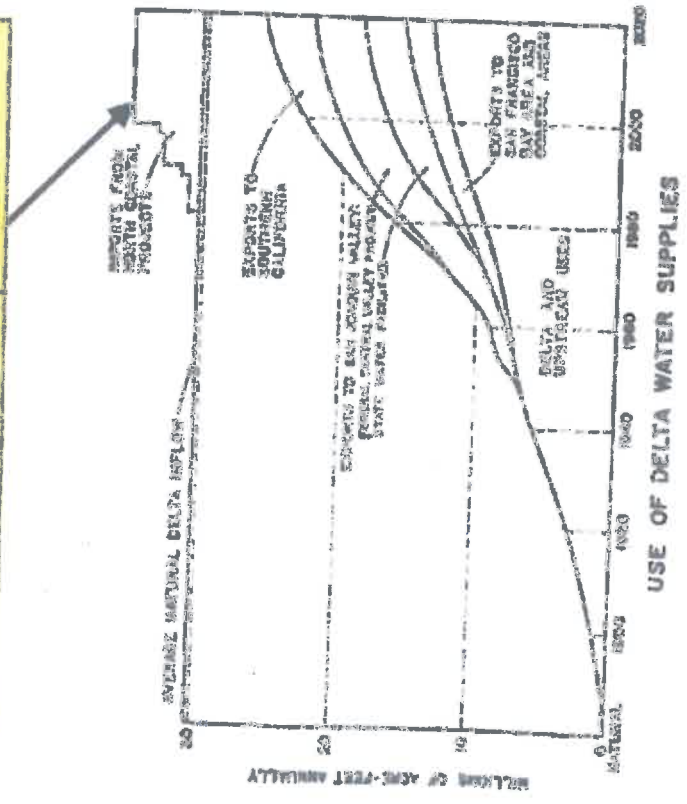 AVERAGE NATURAL DELTA INFLOW
IMPORTS FROM
NORTH COASTAL
PROJECTS
EXPORTS TO
SOUTHERN
CALIFORNIA
EXPORTS TO SAN JOAQUIN VALLEY:
FEDERAL CENTRAL VALLEY PROJECT
STATE WATER FACILITIES
EXPORTS TO
SAN FRANCISCO
BAY AREA AND
COASTAL AREAS
DELTA AND
UPSTREAM USES
MILLIONS OF ACRE-FEET ANNUALLY
30
20
10
0
NATURAL
1900
1920
1940
1960
1980
2000
2020
USE OF DELTA WATER SUPPLIES